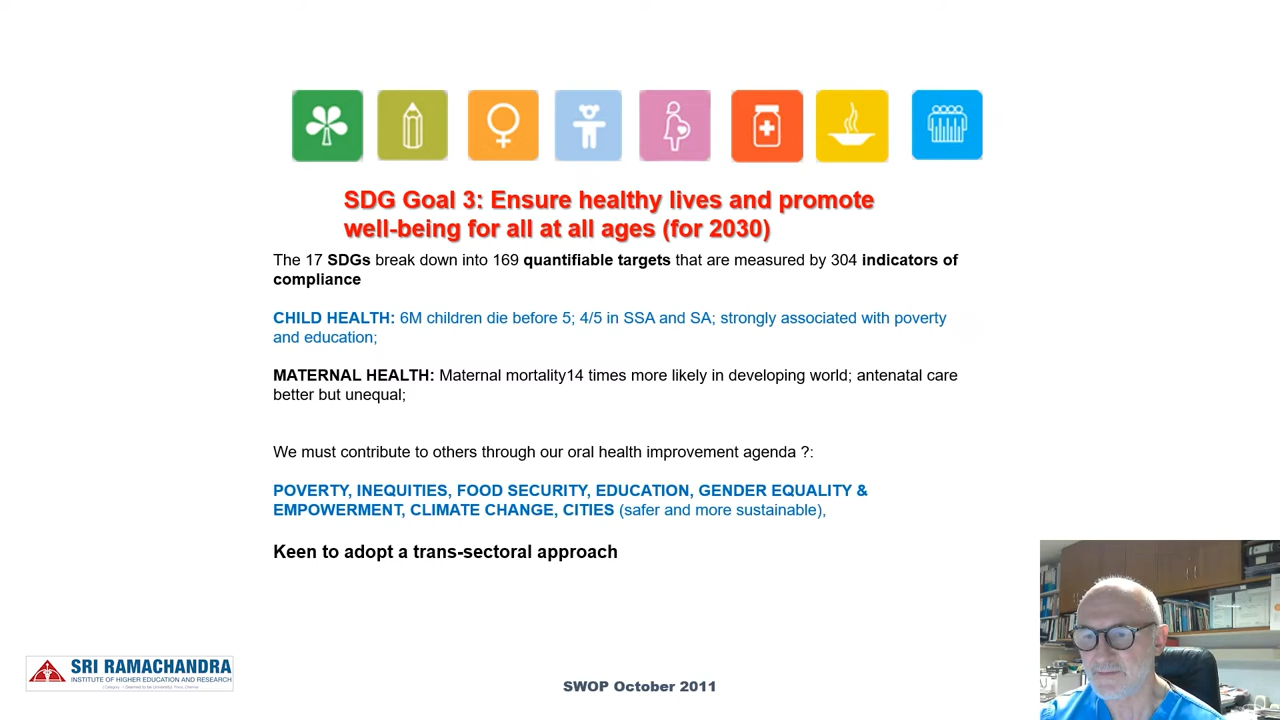 SDG Goal 3: Ensure healthy lives and promote
well-being for all at all ages (for 2030)
The 17 SDGs break down into 169 quantifiable targets that are measured by 304 indicators of
compliance
CHILD HEALTH: 6M children die before 5; 4/5 in SSA and SA; strongly associated with poverty
and education;
MATERNAL HEALTH: Maternal mortality14 times more likely in developing world; antenatal care
better but unequal;
We must contribute to others through our oral health improvement agenda ?:
POVERTY, INEQUITIES, FOOD SECURITY, EDUCATION, GENDER EQUALITY &
EMPOWERMENT, CLIMATE CHANGE, CITIES (safer and more sustainable),
Keen to adopt a trans-sectoral approach
SRI RAMACHANDRA
INSTITUTE OF HIGHER EDUCATION AND RESEARCH
SWOP October 2011